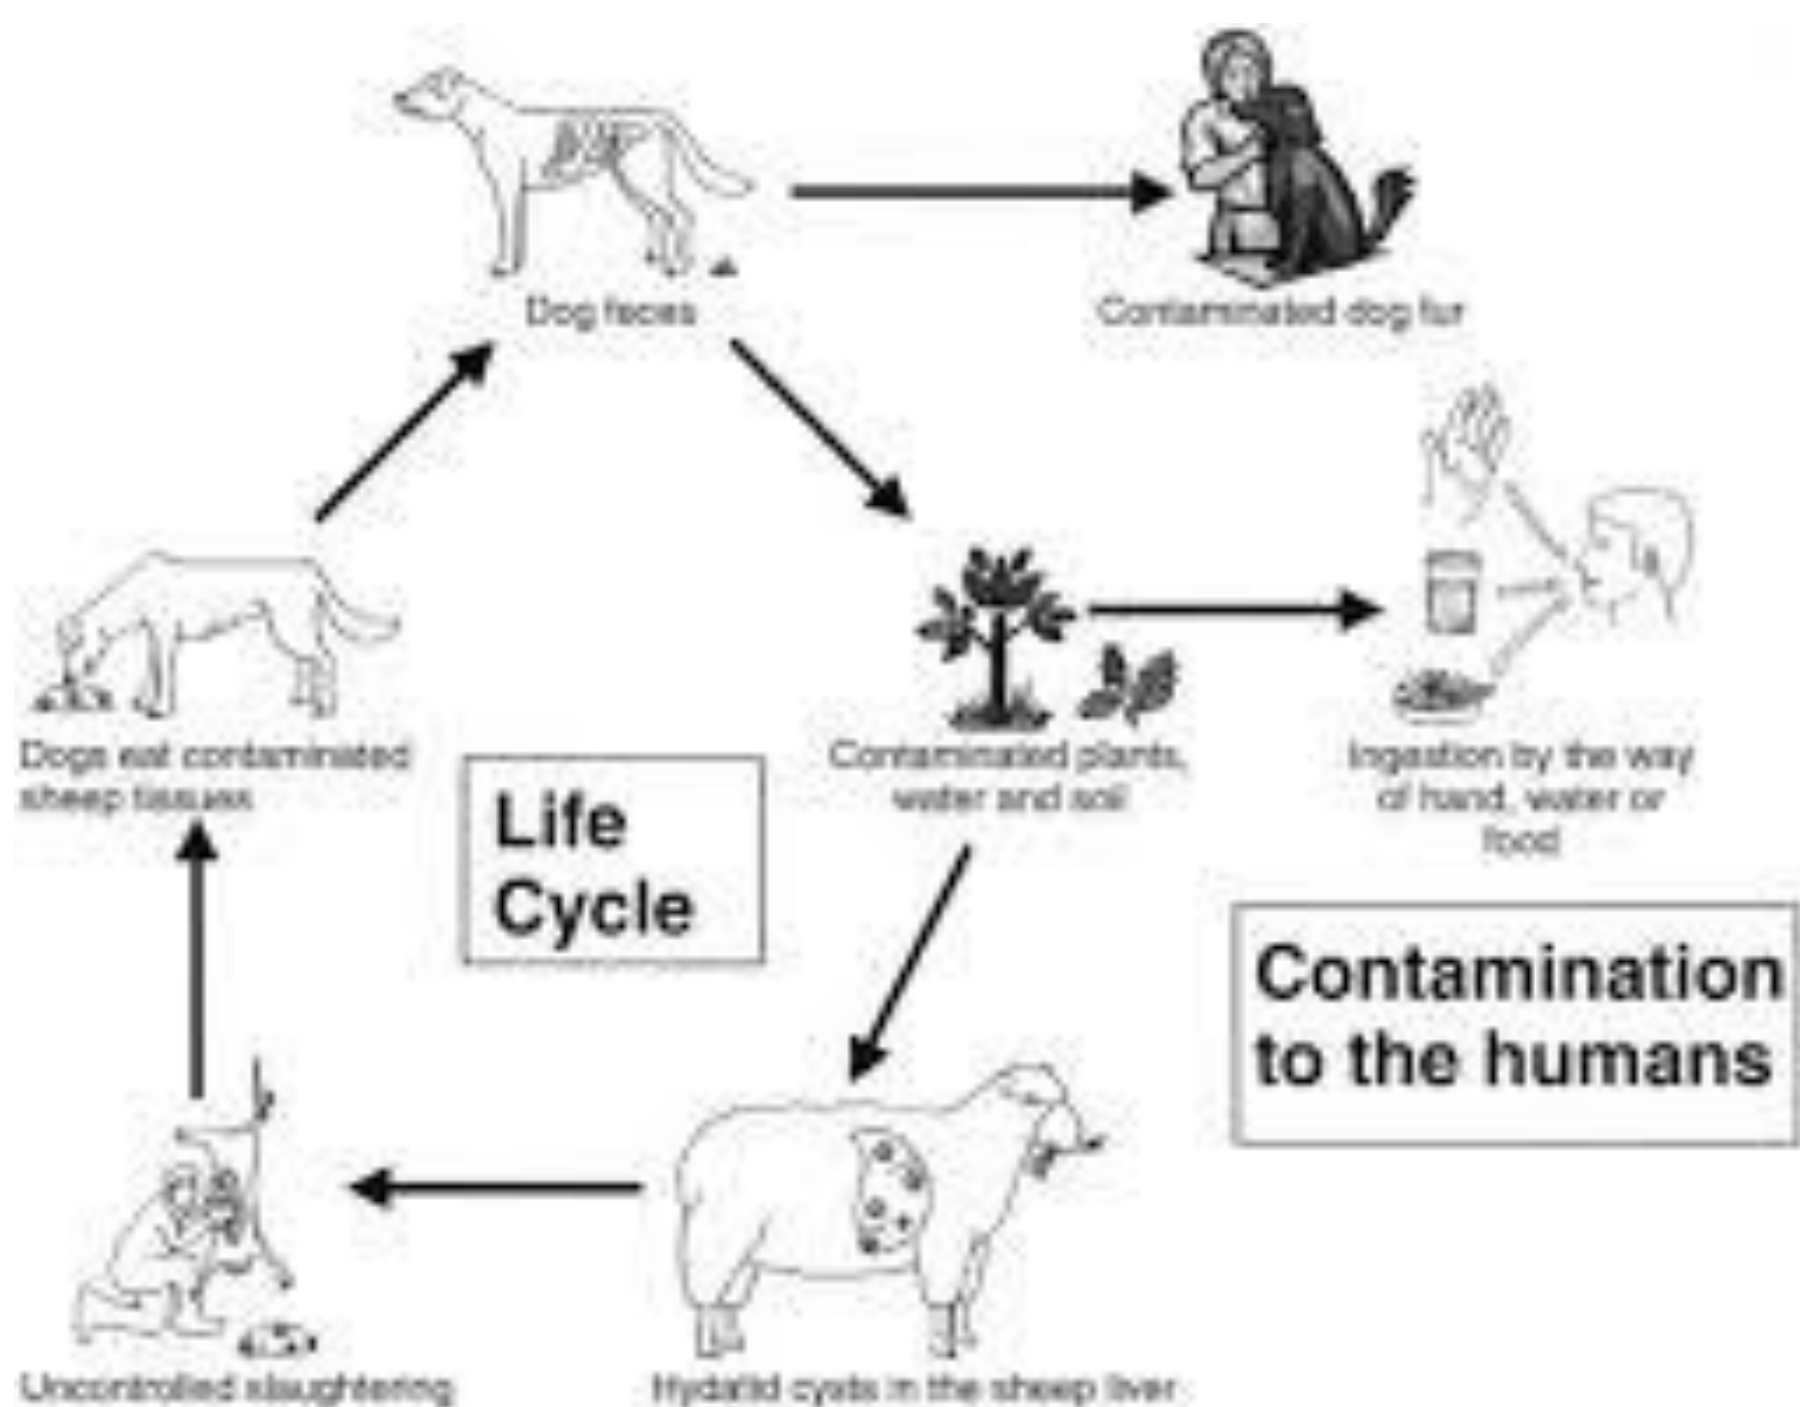 Dog feces
Contaminated dog fur
Dogs eat contaminated
sheep tissues
Contaminated plants,
water and soil
Ingestion by the way
of hand, water or
food
Life
Cycle
Contamination
to the humans
Uncontrolled slaughtering
Hydatid cysts in the sheep liver